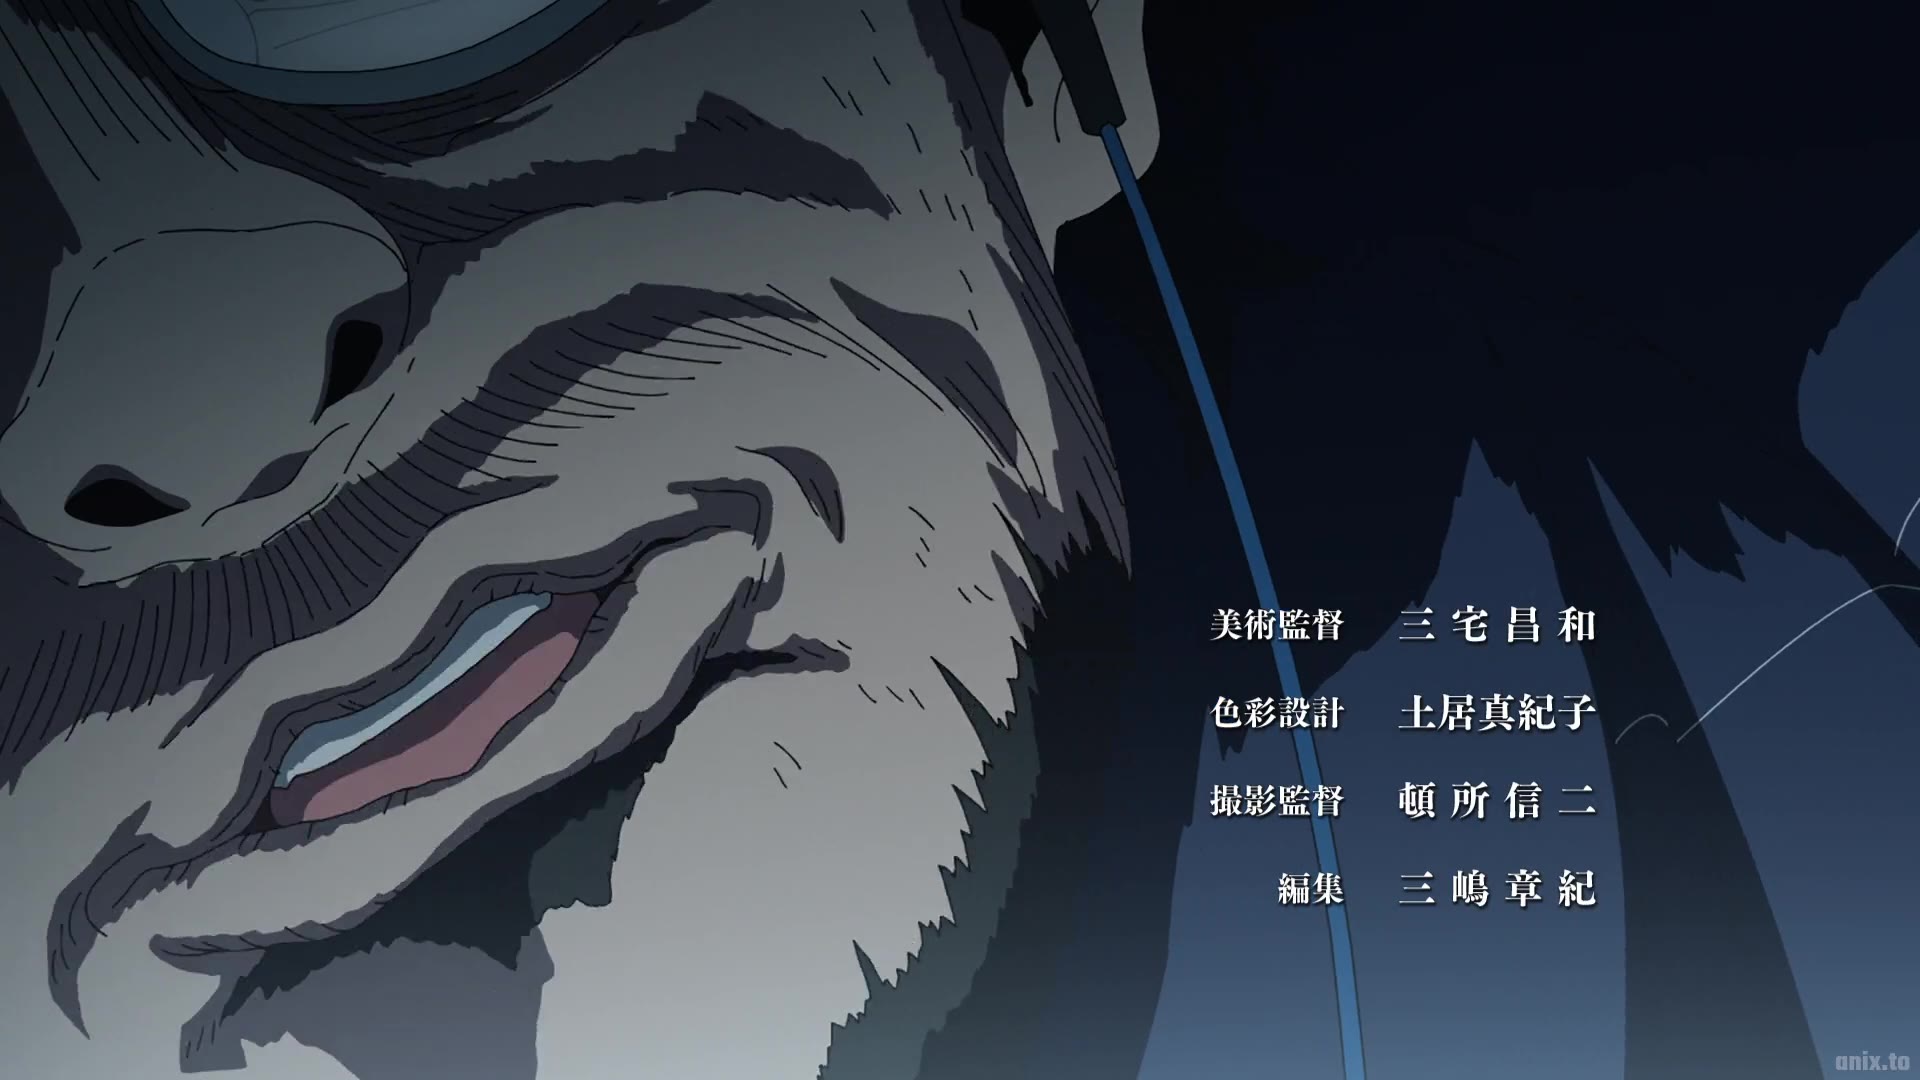 美術監督 三宅昌和
色彩設計 土居真紀子
撮影監督 頓所信二
編集 三嶋章紀
anix.to